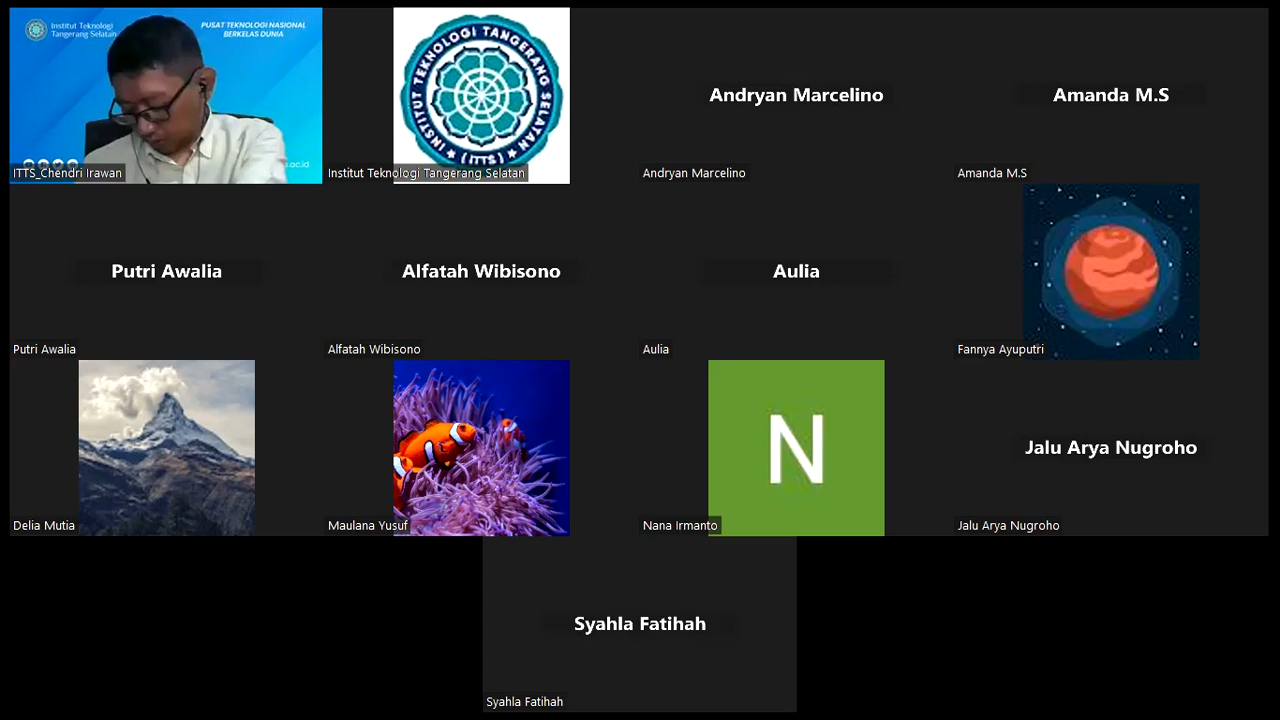 Institut Teknologi
Tangerang Selatan
PUSAT TEKNOLOGI NASIONAL
BERKELAS DUNIA
ITTS_Chendri Irawan
INSTITUT TEKNOLOGI TANGERANG SELATAN
(ITTS)
Institut Teknologi Tangerang Selatan
Andryan Marcelino
Andryan Marcelino
Amanda M.S
Amanda M.S
Putri Awalia
Putri Awalia
Alfatah Wibisono
Alfatah Wibisono
Aulia
Aulia
Fannya Ayuputri
Delia Mutia
Maulana Yusuf
N
Nana Irmanto
Jalu Arya Nugroho
Jalu Arya Nugroho
Syahla Fatihah
Syahla Fatihah